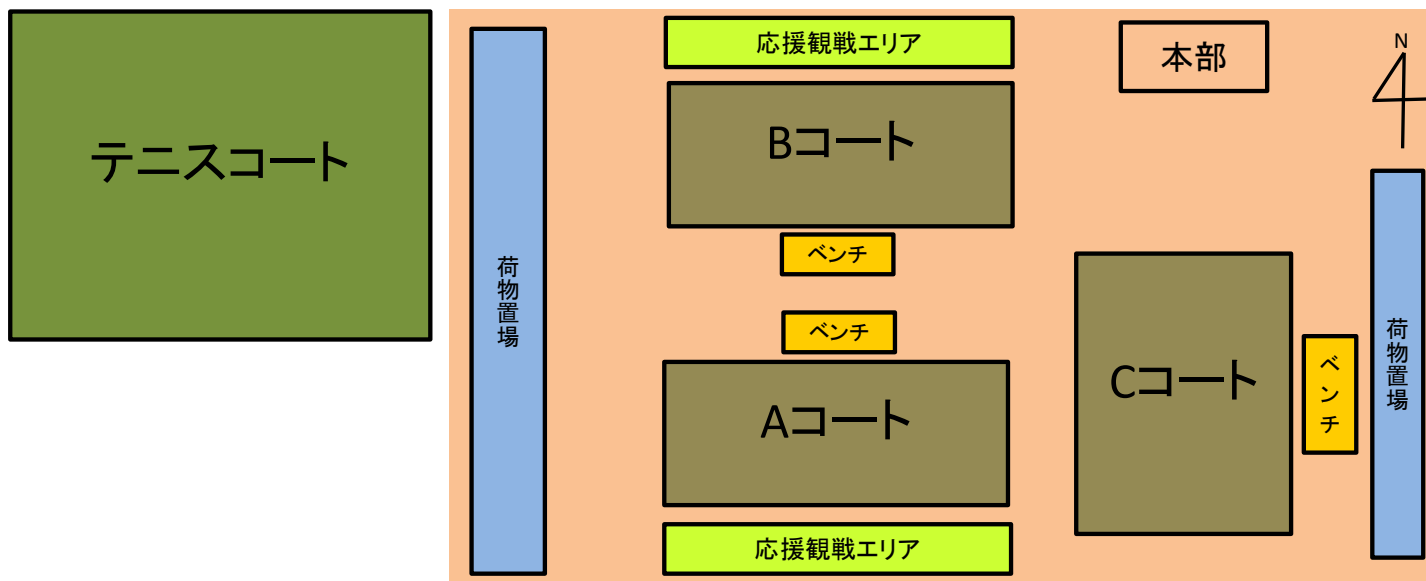 テニスコート
荷物置場
応援観戦エリア
Bコート
ベンチ
ベンチ
Aコート
応援観戦エリア
本部
N
Cコート
ベンチ
荷物置場